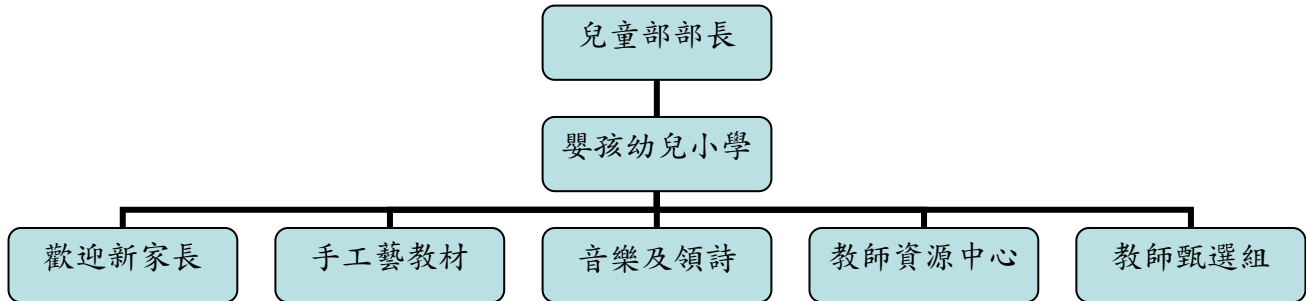 兒童部部長
嬰孩幼兒小學
歡迎新家長
手工藝教材
音樂及領詩
教師資源中心
教師甄選組